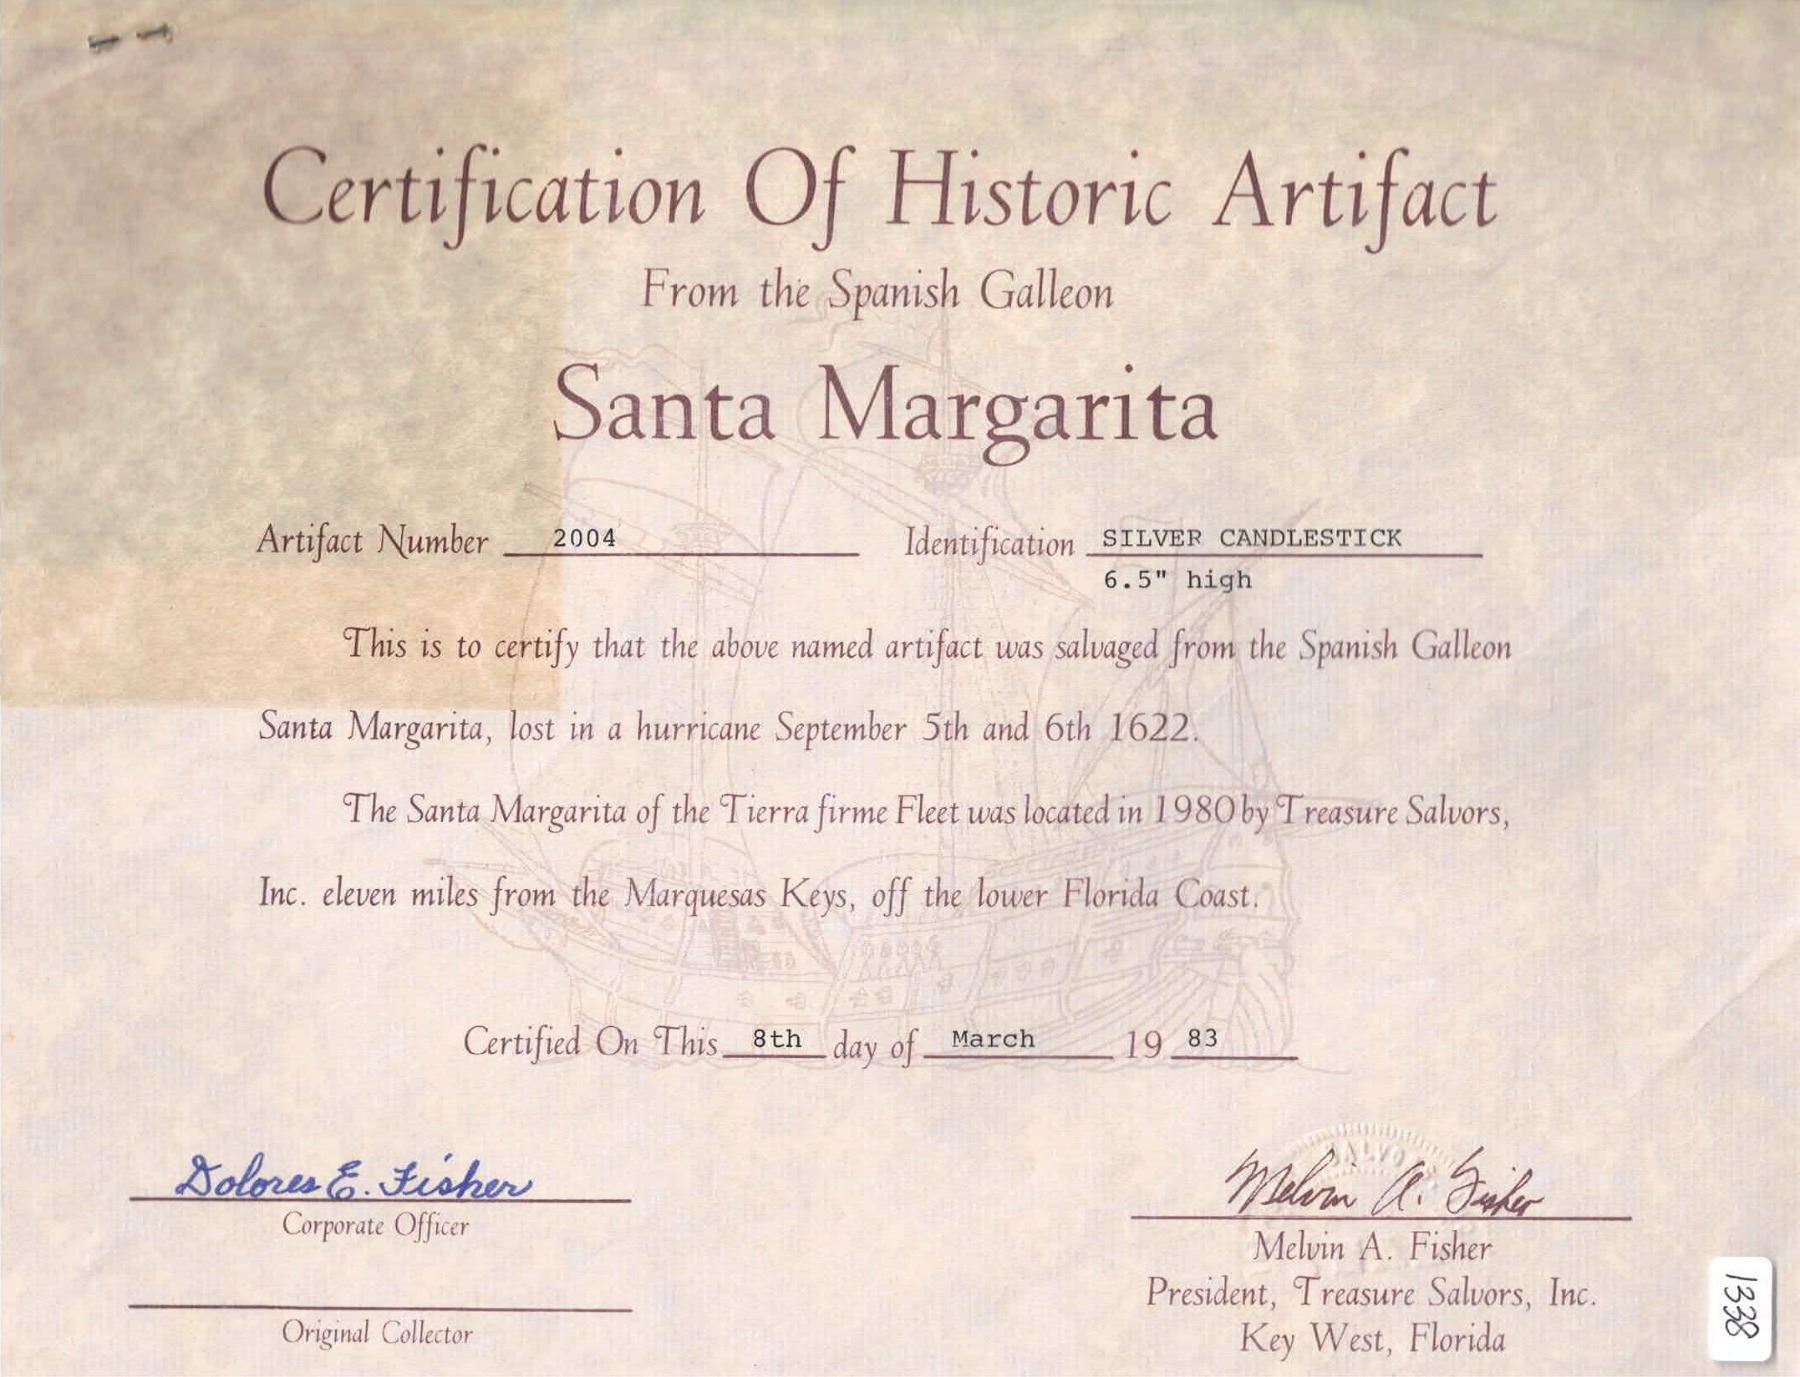 Certification Of Historic Artifact
From the Spanish Galleon
Santa Margarita
Artifact Number 2004 Identification SILVER CANDLESTICK
6.5" high
This is to certify that the above named artifact was salvaged from the Spanish Galleon
Santa Margarita, lost in a hurricane September 5th and 6th 1622.
The Santa Margarita of the Tierra firme Fleet was located in 1980 by Treasure Salvors,
Inc. eleven miles from the Marquesas Keys, off the lower Florida Coast.
Certified On This 8th day of March 19 83
Dolores E. Fisher
Corporate Officer
Original Collector
SALVO
Melvin A. Fisher
Melvin A. Fisher
President, Treasure Salvors, Inc.
Key West, Florida
1338